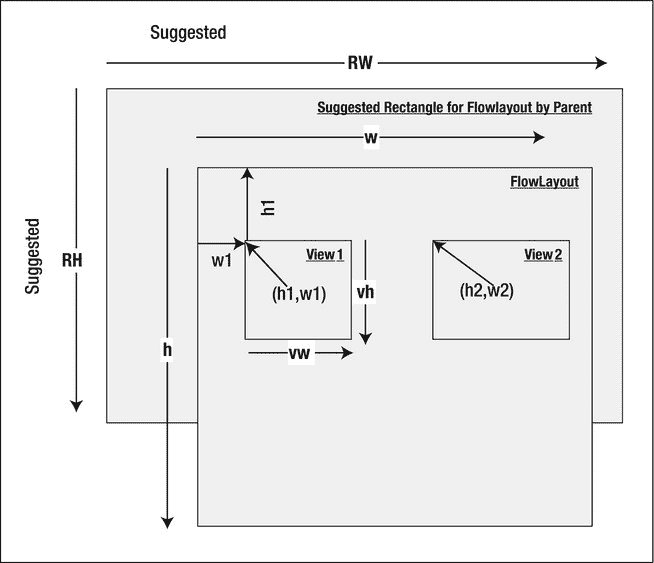 Suggested
RW
Suggested Rectangle for Flowlayout by Parent
w
FlowLayout
h1
Suggested
RH
w1
View 1
View 2
(h1,w1)
vh
(h2,w2)
h
vw